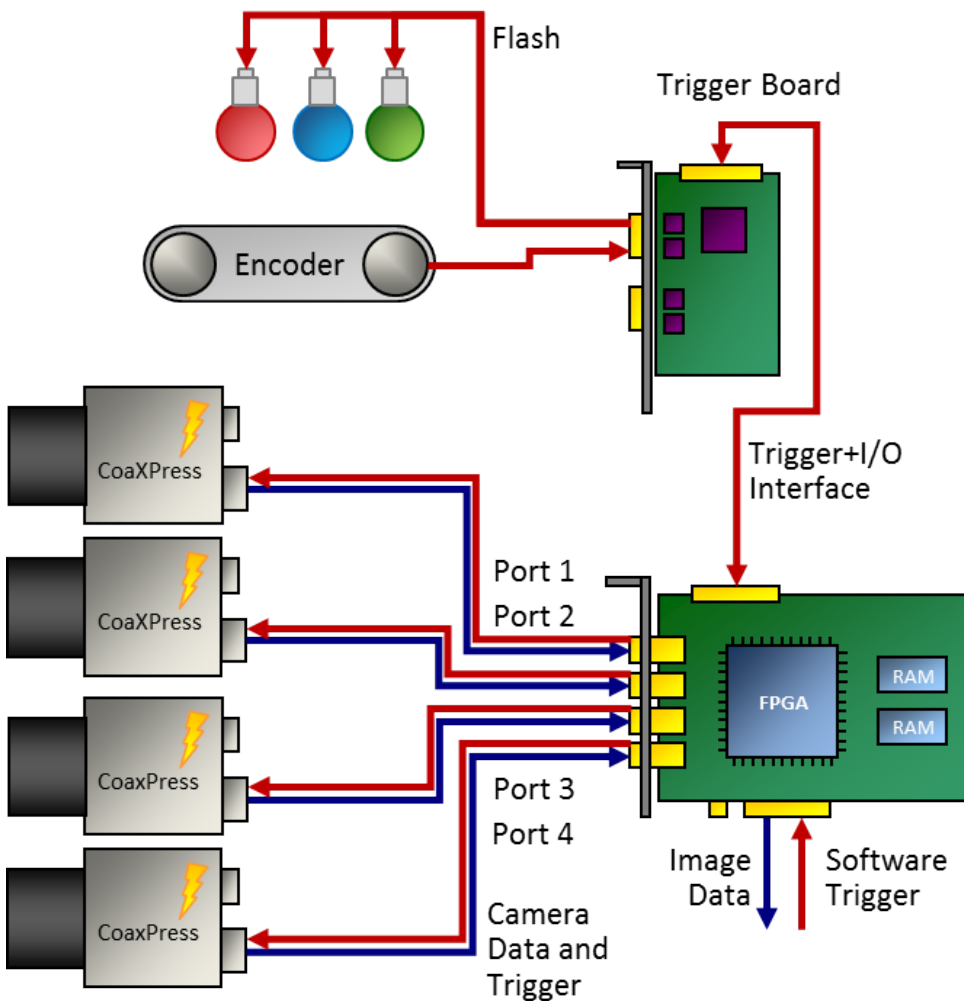 Flash
Trigger Board
Encoder
Trigger+I/O
Interface
CoaXPress
CoaXPress
CoaxPress
CoaxPress
Port 1
Port 2
FPGA
RAM
RAM
Port 3
Port 4
Image
Data
Software
Trigger
Camera
Data and
Trigger